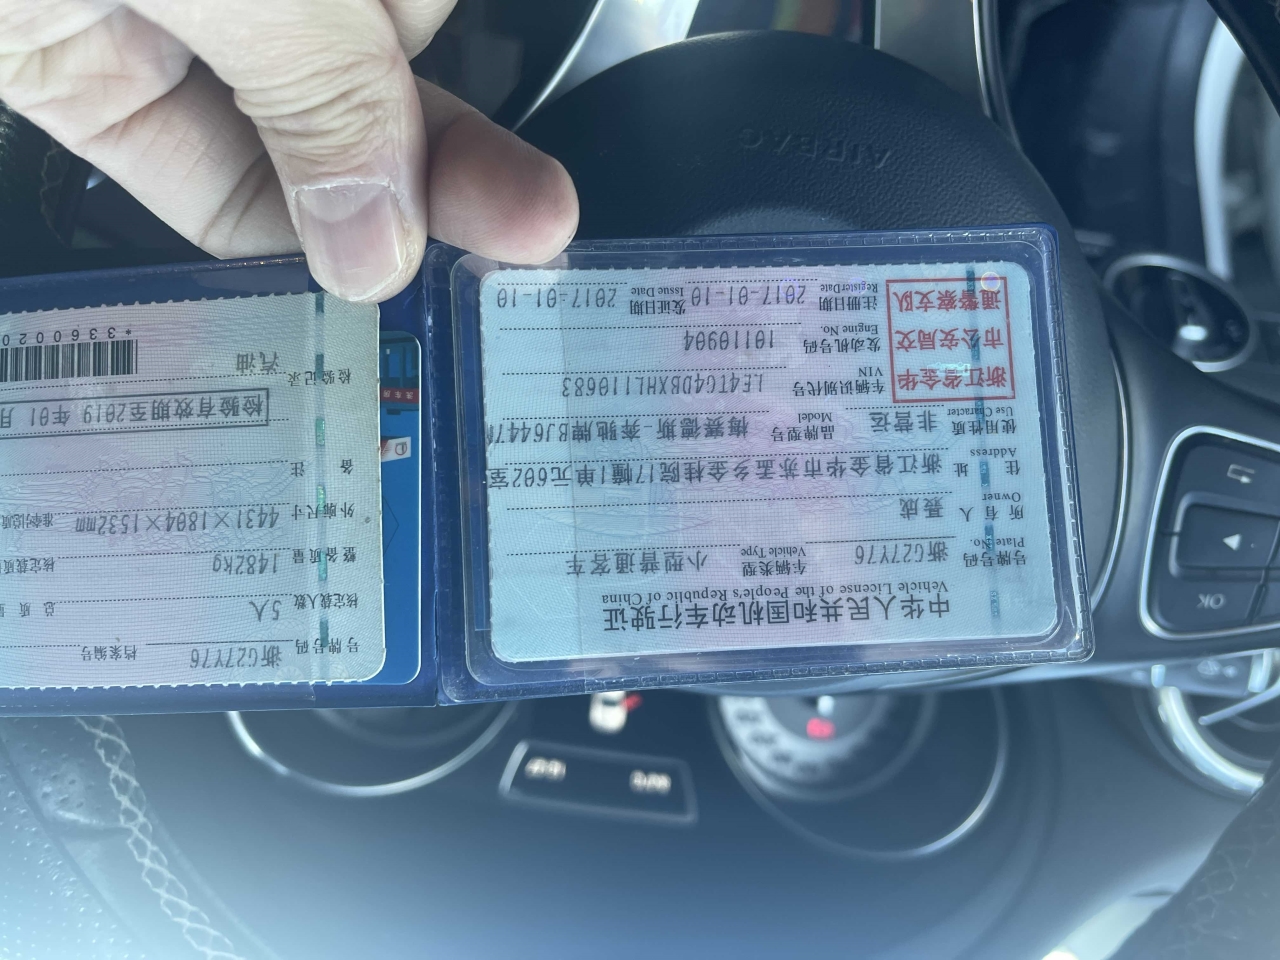 中华人民共和国机动车行驶证
Vehicle License of the People's Republic of China
号牌号码 浙G27Y76 车辆类型 小型普通客车
Plate No. Vehicle Type
所有人
Owner
住址 浙江省金华市苏孟乡金桂院17幢1单元602室
Address
使用性质 非营运 品牌型号 梅赛德斯-奔驰牌BJ6447
Use Character Model
浙江省金华
市公安局交
通警察支队
车辆识别代号 LE4TG4DBXHL110683
VIN
发动机号码 10110904
Engine No.
注册日期 2017-01-10 发证日期 2017-01-10
Register Date Issue Date
号牌号码 浙G27Y76 档案编号
核定载人数 5人 总质量
整备质量 1482kg 核定载质量
外廓尺寸 4431×1804×1532mm 准牵引总质
备注
检验有效期至2019 年01 月
检验记录 汽油
*3360020
AIRBAG
OK